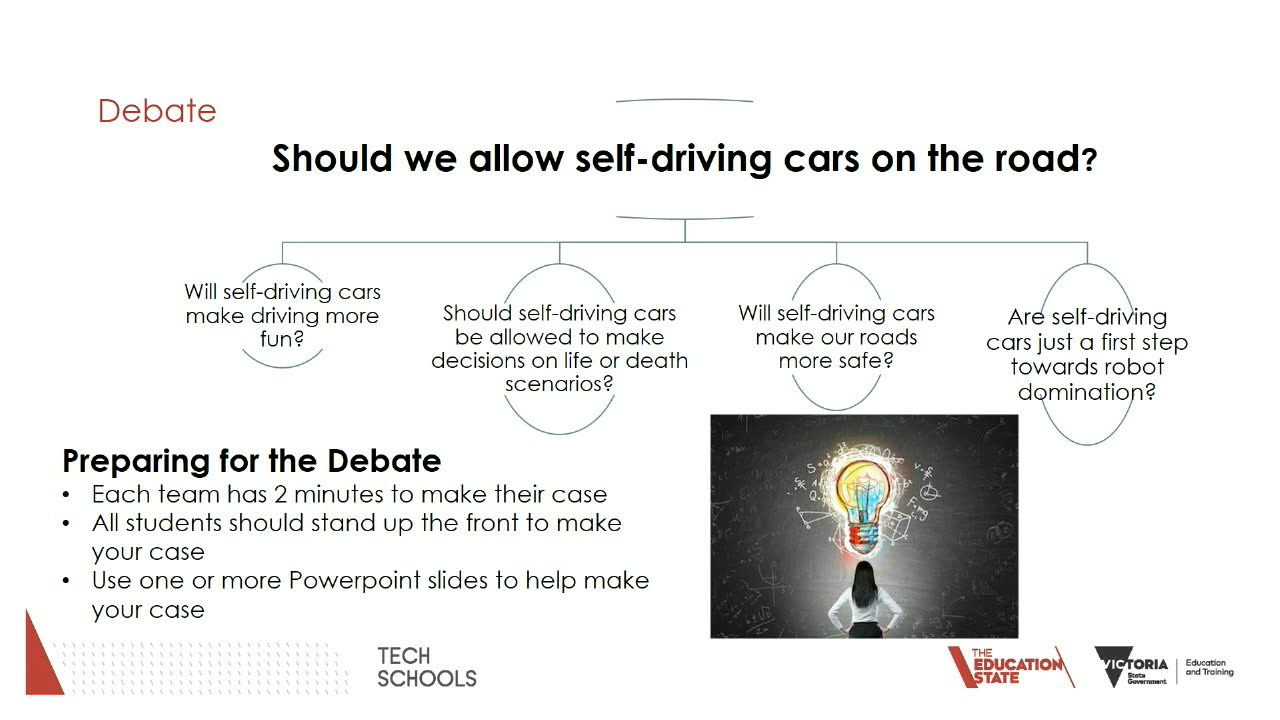 Debate
Should we allow self-driving cars on the road?
Will self-driving cars
make driving more
fun?
Should self-driving cars
be allowed to make
decisions on life or death
scenarios?
Will self-driving cars
make our roads
more safe?
Are self-driving
cars just a first step
towards robot
domination?
Preparing for the Debate
• Each team has 2 minutes to make their case
• All students should stand up the front to make
your case
• Use one or more Powerpoint slides to help make
your case
F=mg
TECH
SCHOOLS
THE
EDUCATION
STATE
VICTORIA
State
Government
Education
and Training